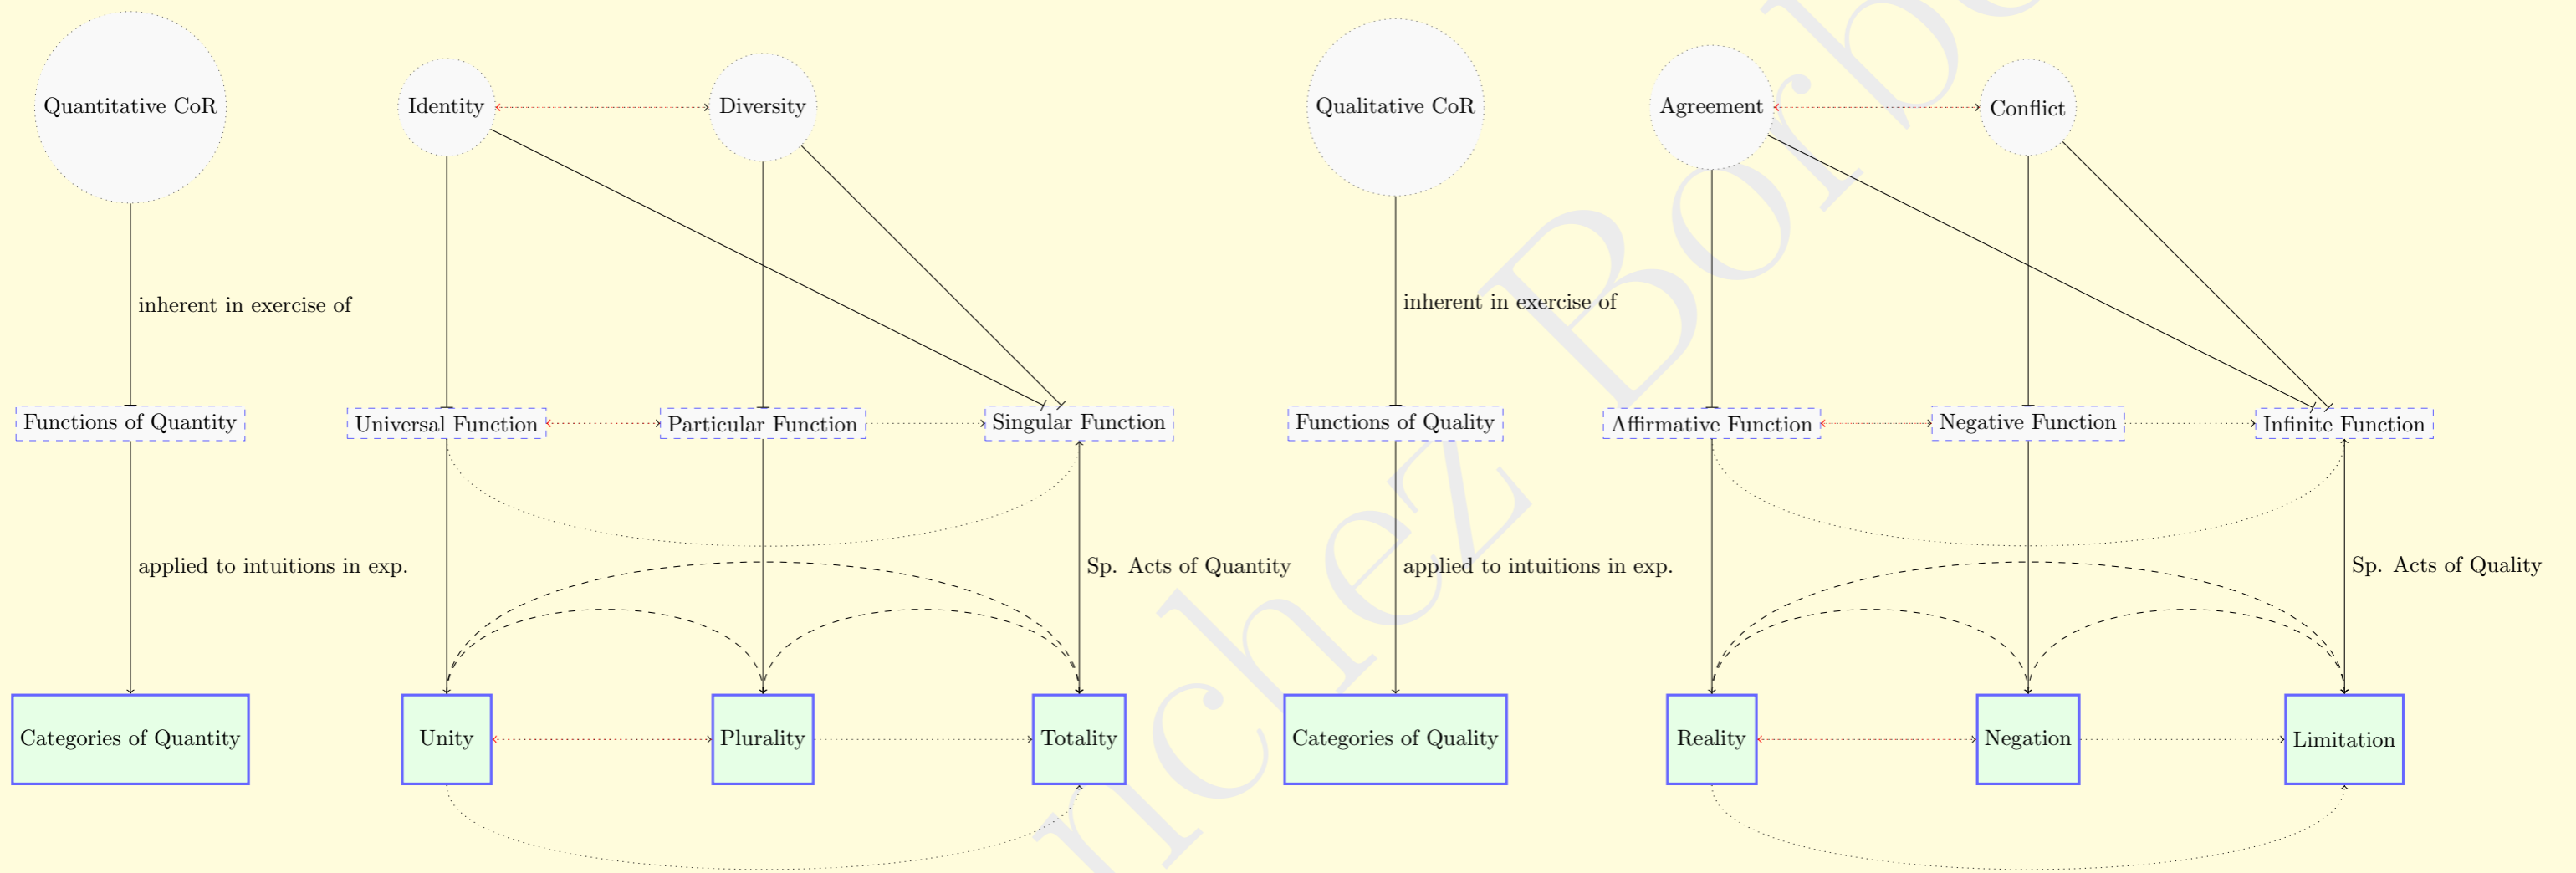 Quantitative CoR
Identity
Diversity
Qualitative CoR
Agreement
Conflict
inherent in exercise of
inherent in exercise of
Functions of Quantity
Universal Function
Particular Function
Singular Function
Functions of Quality
Affirmative Function
Negative Function
Infinite Function
applied to intuitions in exp.
Sp. Acts of Quantity
applied to intuitions in exp.
Sp. Acts of Quality
Categories of Quantity
Unity
Plurality
Totality
Categories of Quality
Reality
Negation
Limitation